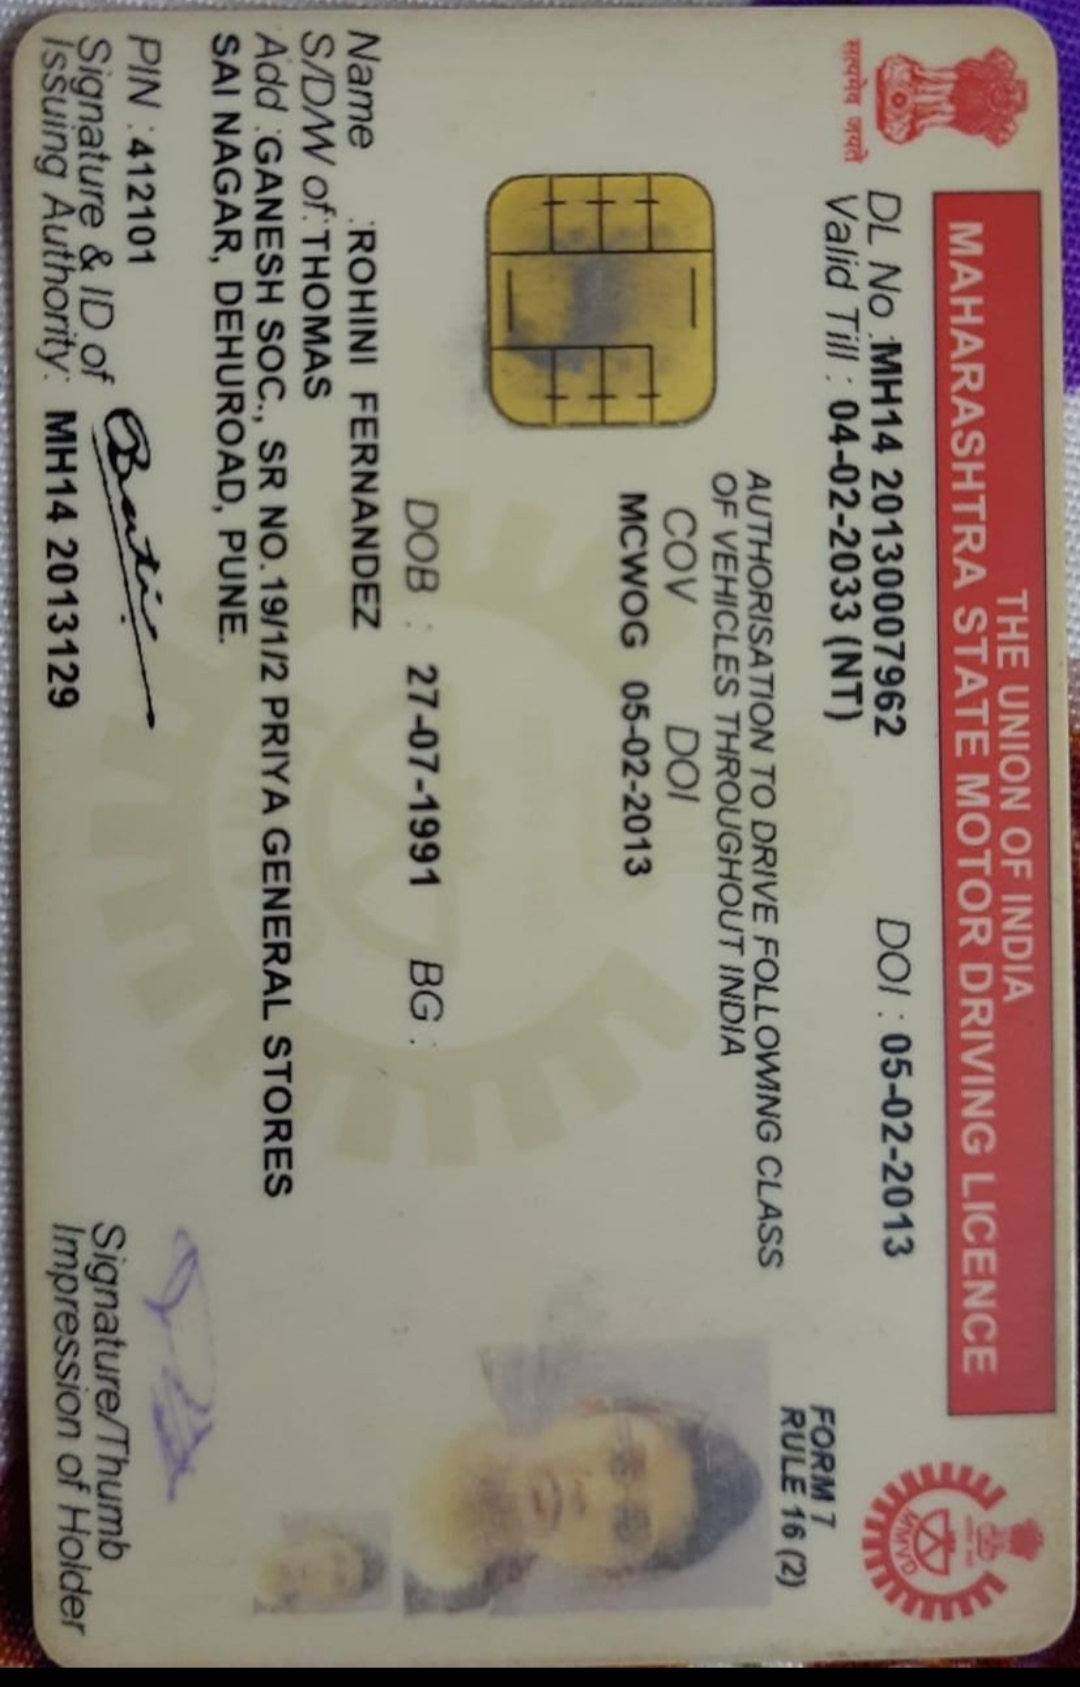 THE UNION OF INDIA
MAHARASHTRA STATE MOTOR DRIVING LICENCE
सत्यमेव जयते
DL No : MH14 20130007962 DOI : 05-02-2013
Valid Till : 04-02-2033 (NT)
FORM 7
RULE 16 (2)
AUTHORISATION TO DRIVE FOLLOWING CLASS
OF VEHICLES THROUGHOUT INDIA
COV DOI
MCWOG 05-02-2013
DOB : 27-07-1991 BG :
Name : ROHINI FERNANDEZ
S/D/W of : THOMAS
Add : GANESH SOC., SR NO. 19/1/2 PRIYA GENERAL STORES
SAI NAGAR, DEHUROAD, PUNE.
PIN : 412101
Signature & ID of
Issuing Authority: MH14 2013129
Signature/Thumb
Impression of Holder
MMVD